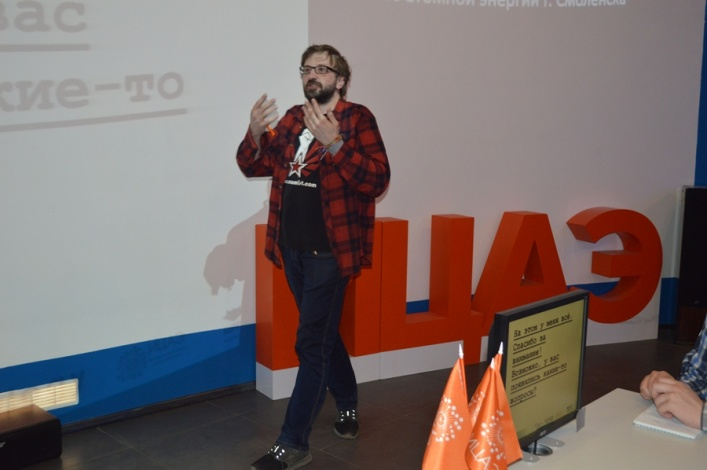 вас
кие-то
атомной энергии г. Смоленска
ИЦАЭ
На этом у меня всё.
Спасибо за
внимание!
Возможно, у вас
появились какие-то
вопросы?